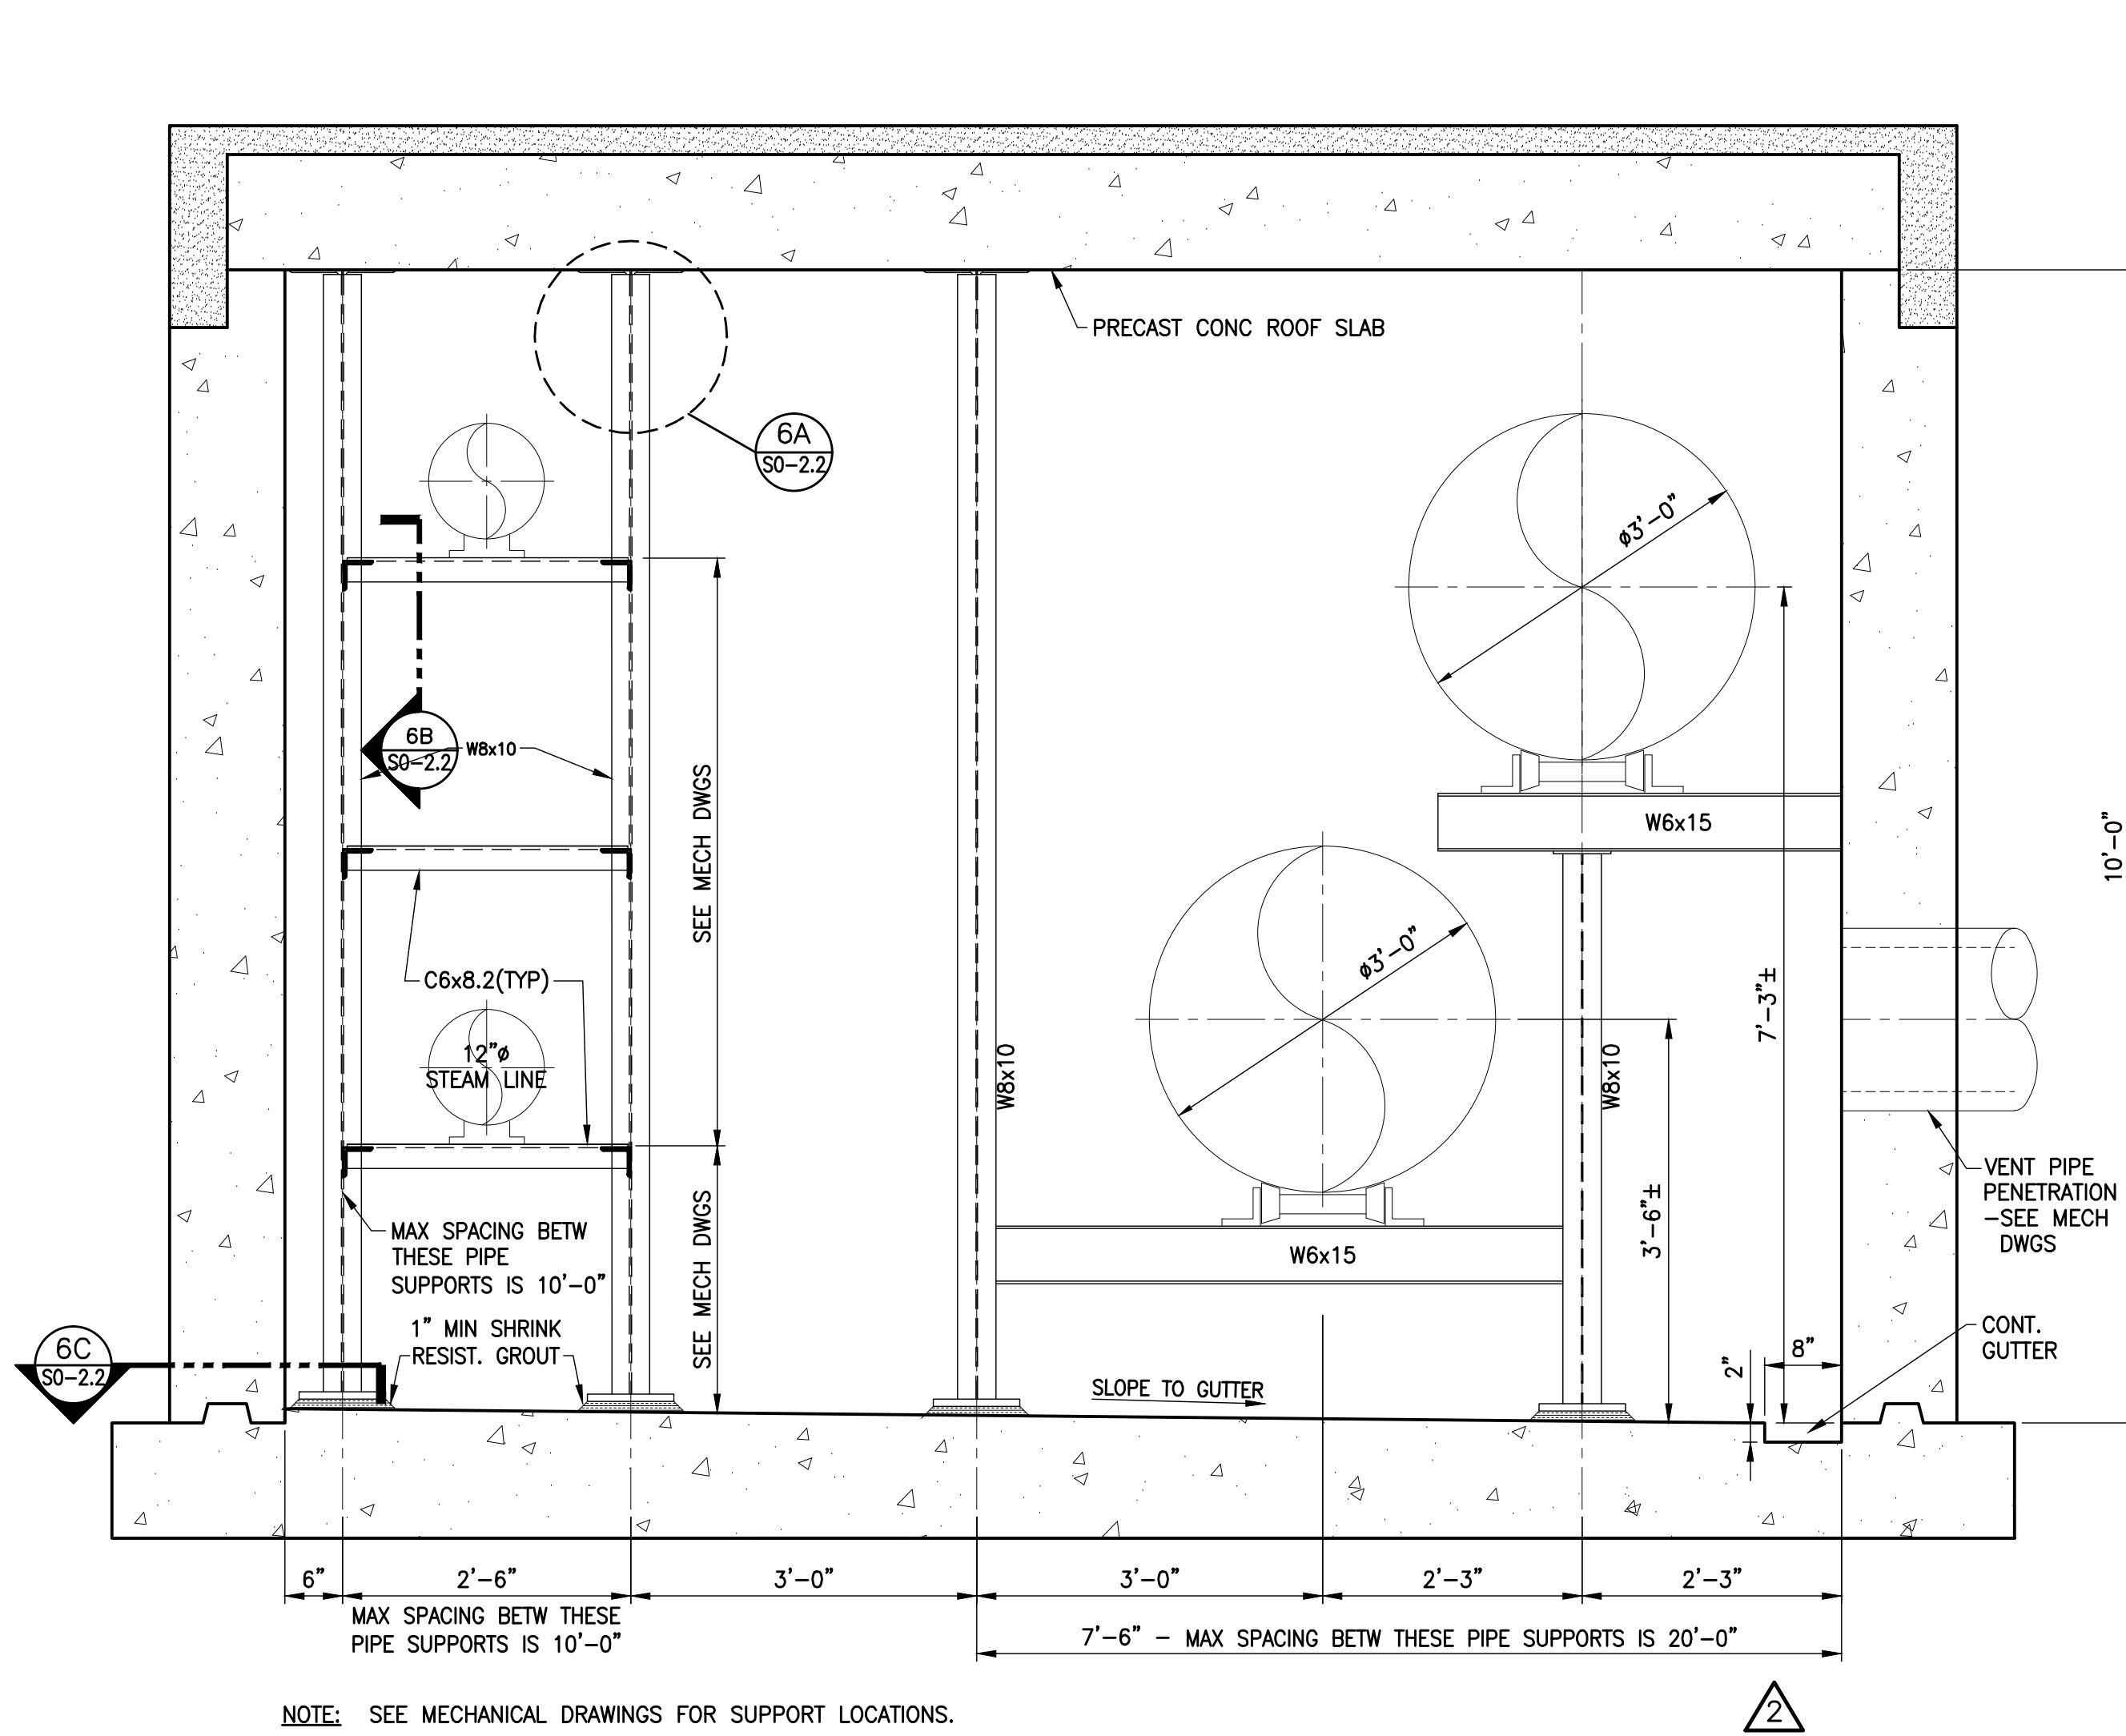 PRECAST CONC ROOF SLAB
6A
S0-2.2
ø3'-0"
6B
S0-2.2
W8x10
SEE MECH DWGS
W6x15
10'-0"
ø3'-0"
C6x8.2(TYP)
7'-3"±
12"ø
STEAM LINE
W8x10
W8x10
VENT PIPE
PENETRATION
-SEE MECH
DWGS
3'-6"±
MAX SPACING BETW
THESE PIPE
SUPPORTS IS 10'-0"
SEE MECH DWGS
W6x15
1" MIN SHRINK
RESIST. GROUT
6C
S0-2.2
CONT.
GUTTER
8"
2"
SLOPE TO GUTTER
6"
2'-6"
3'-0"
3'-0"
2'-3"
2'-3"
MAX SPACING BETW THESE
PIPE SUPPORTS IS 10'-0"
7'-6" - MAX SPACING BETW THESE PIPE SUPPORTS IS 20'-0"
NOTE: SEE MECHANICAL DRAWINGS FOR SUPPORT LOCATIONS.
2